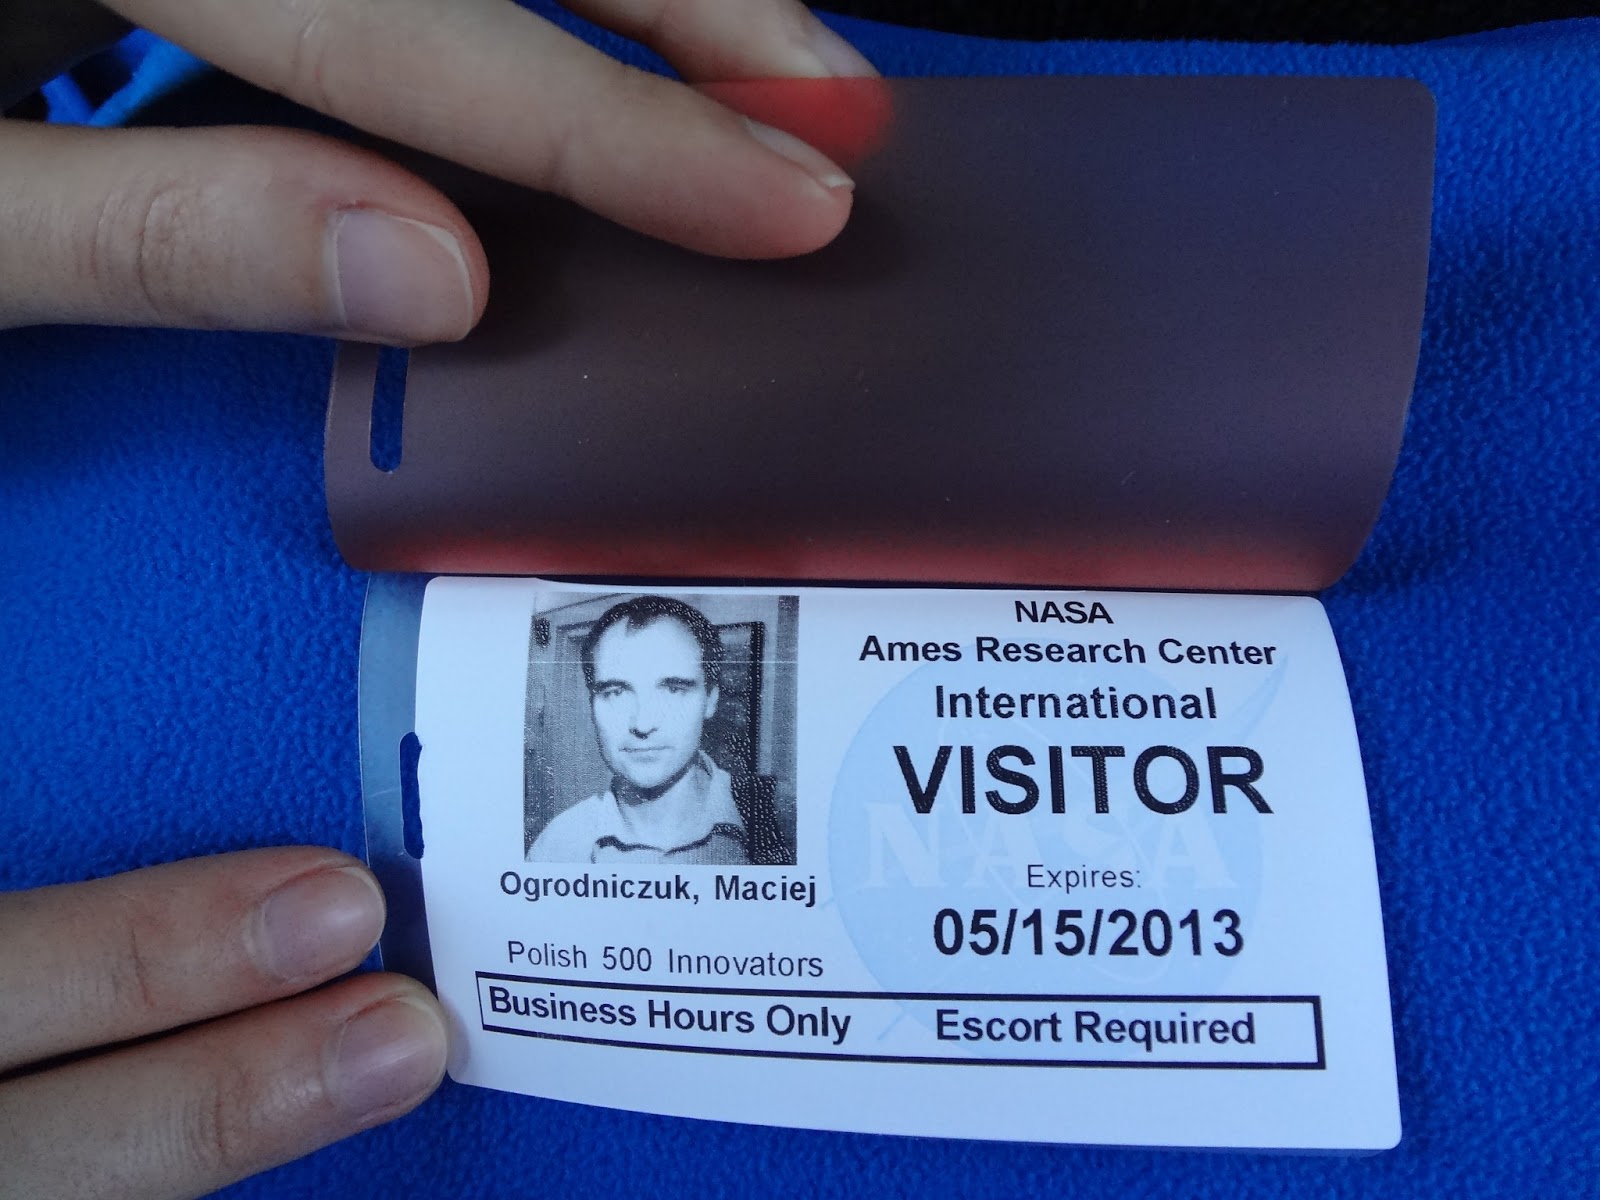 NASA
Ames Research Center
International
VISITOR
NASA
Expires:
05/15/2013
Ogrodniczuk, Maciej
Polish 500 Innovators
Business Hours Only Escort Required